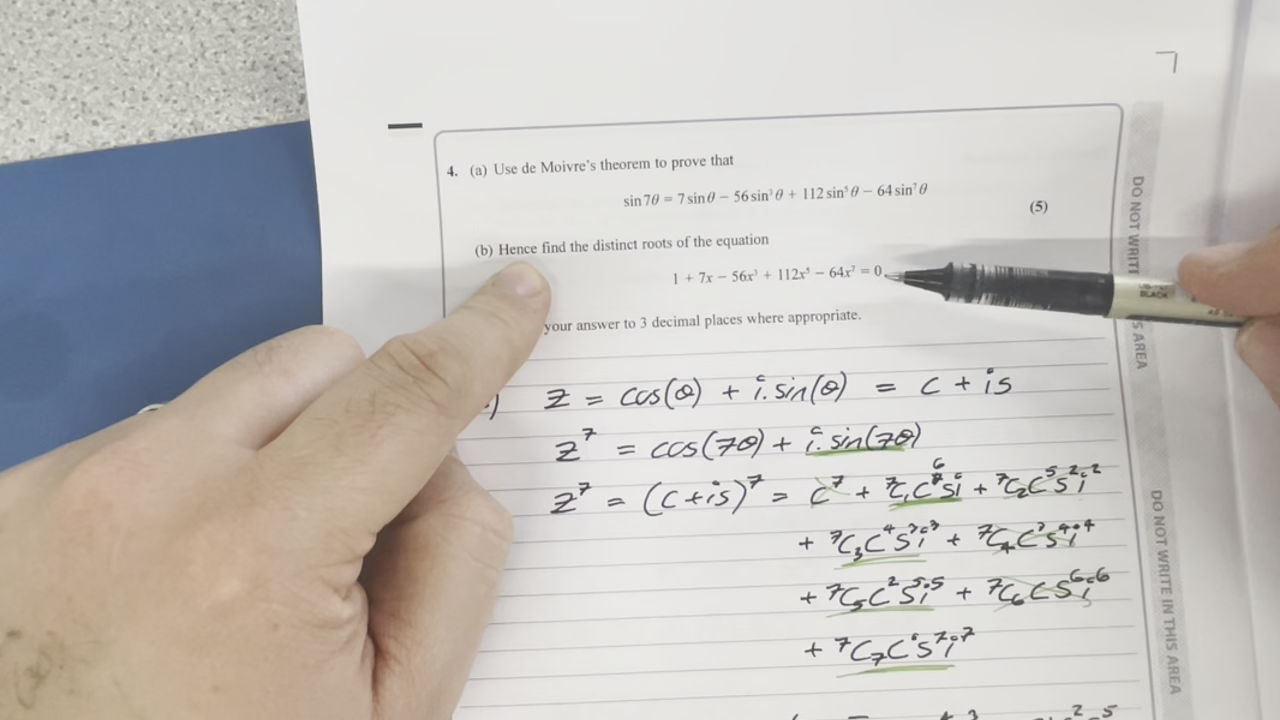 4. (a) Use de Moivre's theorem to prove that
sin 7θ = 7 sin θ − 56 sin³ θ + 112 sin⁵ θ − 64 sin⁷ θ
(5)
(b) Hence find the distinct roots of the equation
1 + 7x − 56x³ + 112x⁵ − 64x⁷ = 0
your answer to 3 decimal places where appropriate.
z = cos(θ) + i.sin(θ) = c + is
z⁷ = cos(7θ) + i.sin(7θ)
z⁷ = (c+is)⁷ = c⁷ + ⁷C₁c⁶si + ⁷C₂c⁵s²i²
+ ⁷C₃c⁴s³i³ + ⁷C₄c³s⁴i⁴
+ ⁷C₅c²s⁵i⁵ + ⁷C₆cs⁶i⁶
+ ⁷C₇c⁰s⁷i⁷
DO NOT WRITE
S AREA
DO NOT WRITE IN THIS AREA
BLACK